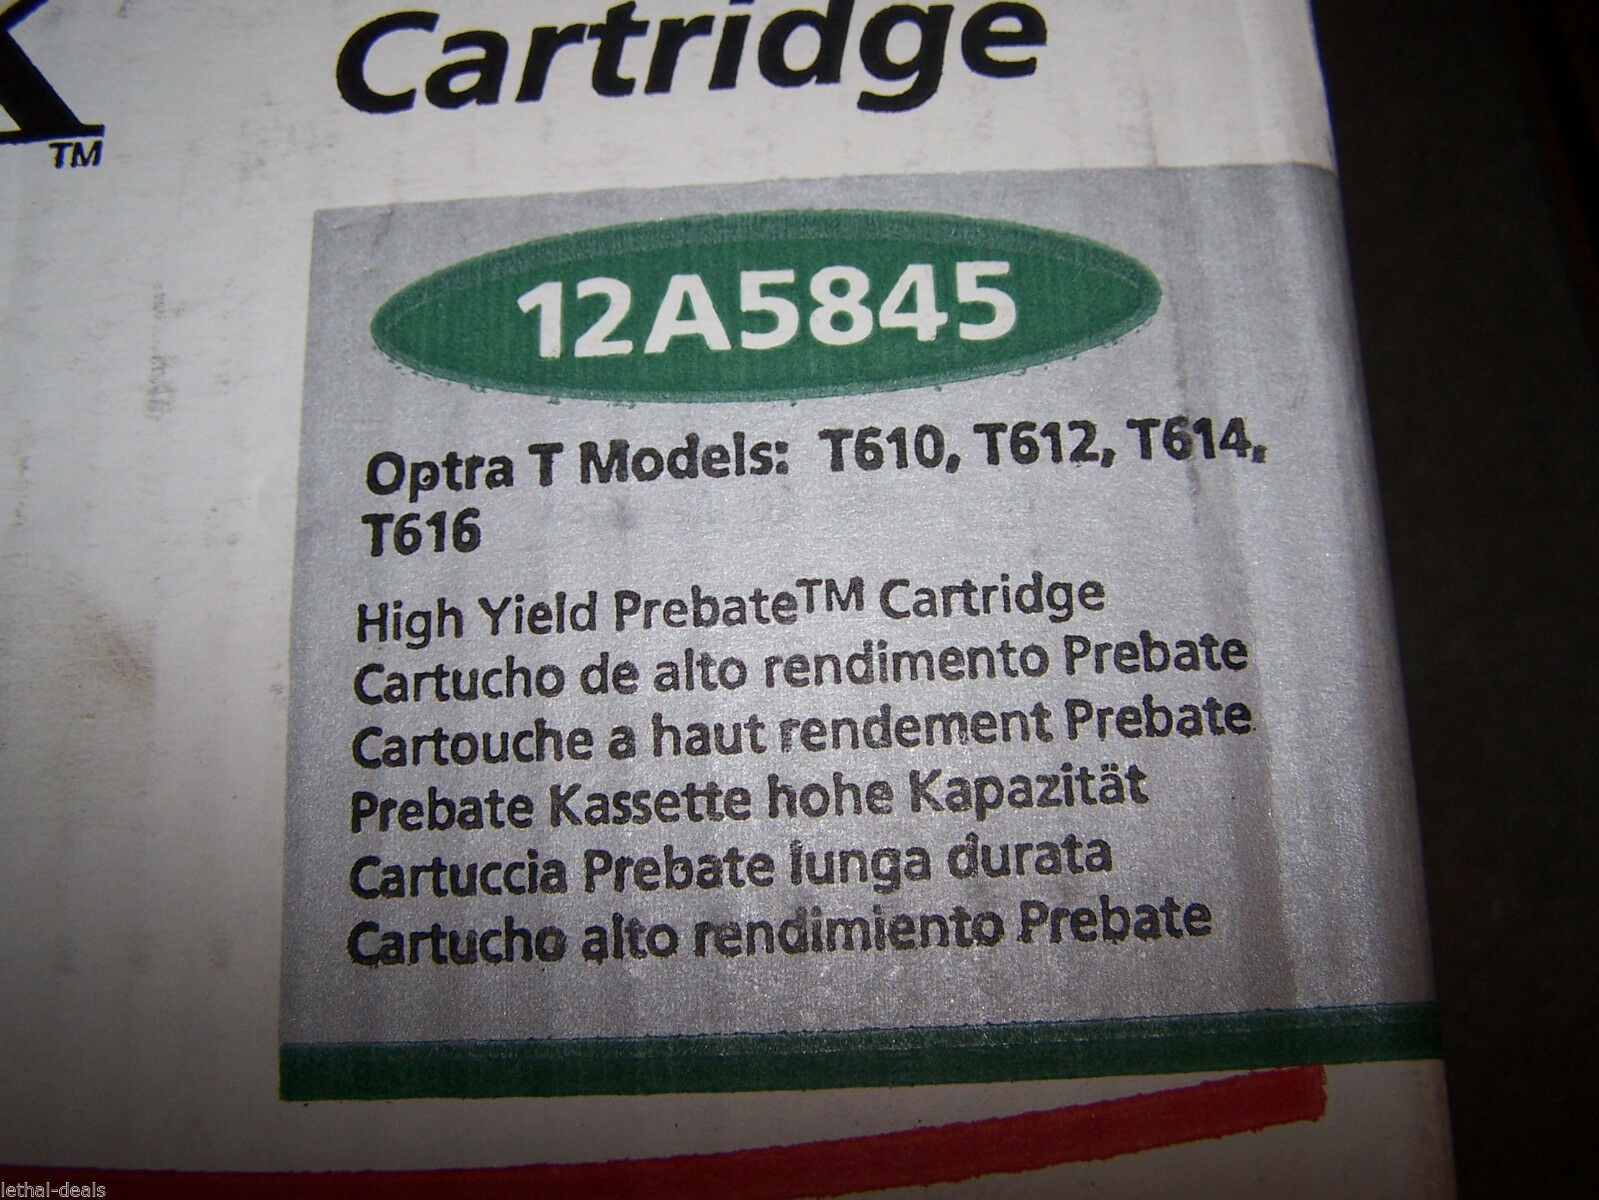 Cartridge
TM
12A5845
Optra T Models: T610, T612, T614,
T616
High Yield Prebate™ Cartridge
Cartucho de alto rendimento Prebate
Cartouche a haut rendement Prebate
Prebate Kassette hohe Kapazität
Cartuccia Prebate lunga durata
Cartucho alto rendimiento Prebate
lethal-deals